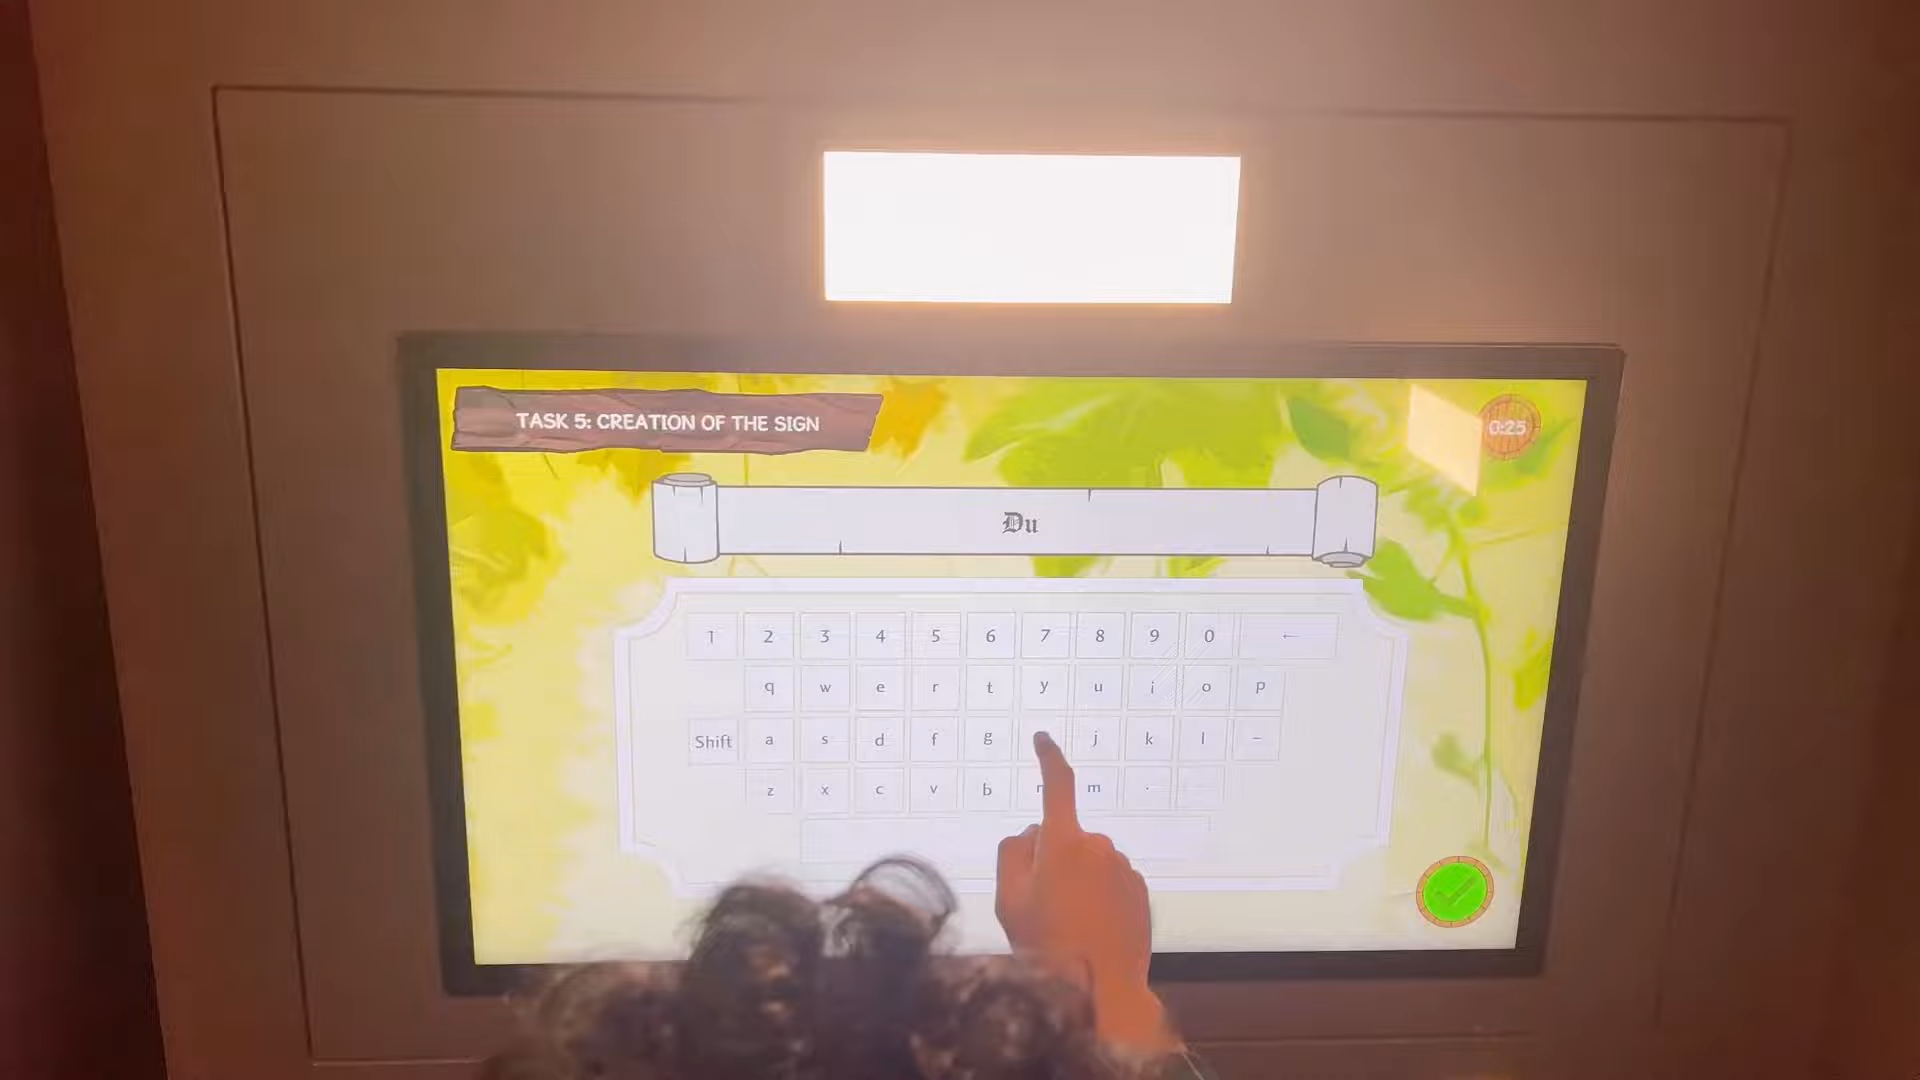 TASK 5: CREATION OF THE SIGN
0:25
Du
1 2 3 4 5 6 7 8 9 0 ←
q w e r t y u i o p
Shift a s d f g j k l -
z x c v b n m .